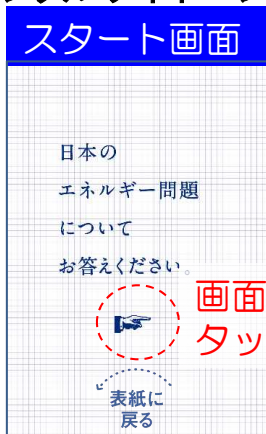 スタート画面
日本の
エネルギー問題
について
お答えください。
画面
タッ
表紙に
戻る